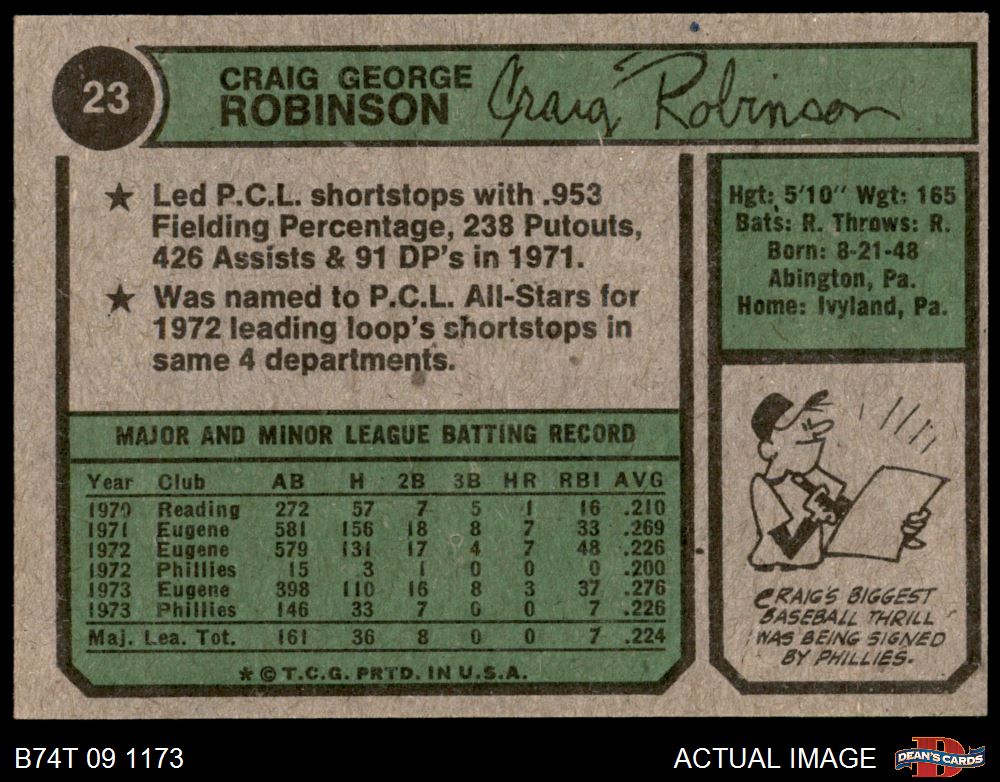 23
CRAIG GEORGE
ROBINSON
Craig Robinson
★ Led P.C.L. shortstops with .953
Fielding Percentage, 238 Putouts,
426 Assists & 91 DP's in 1971.
★ Was named to P.C.L. All-Stars for
1972 leading loop's shortstops in
same 4 departments.
Hgt: 5'10" Wgt: 165
Bats: R. Throws: R.
Born: 8-21-48
Abington, Pa.
Home: Ivyland, Pa.
MAJOR AND MINOR LEAGUE BATTING RECORD
Year Club AB H 2B 3B HR RBI AVG
1970 Reading 272 57 7 5 1 16 .210
1971 Eugene 581 156 18 8 7 33 .269
1972 Eugene 579 131 17 4 7 48 .226
1972 Phillies 15 3 1 0 0 0 .200
1973 Eugene 398 110 16 8 3 37 .276
1973 Phillies 146 33 7 0 0 7 .226
Maj. Lea. Tot. 161 36 8 0 0 7 .224
* © T.C.G. PRTD. IN U.S.A.
CRAIG'S BIGGEST
BASEBALL THRILL
WAS BEING SIGNED
BY PHILLIES.
B74T 09 1173
ACTUAL IMAGE
D
DEAN'S CARDS